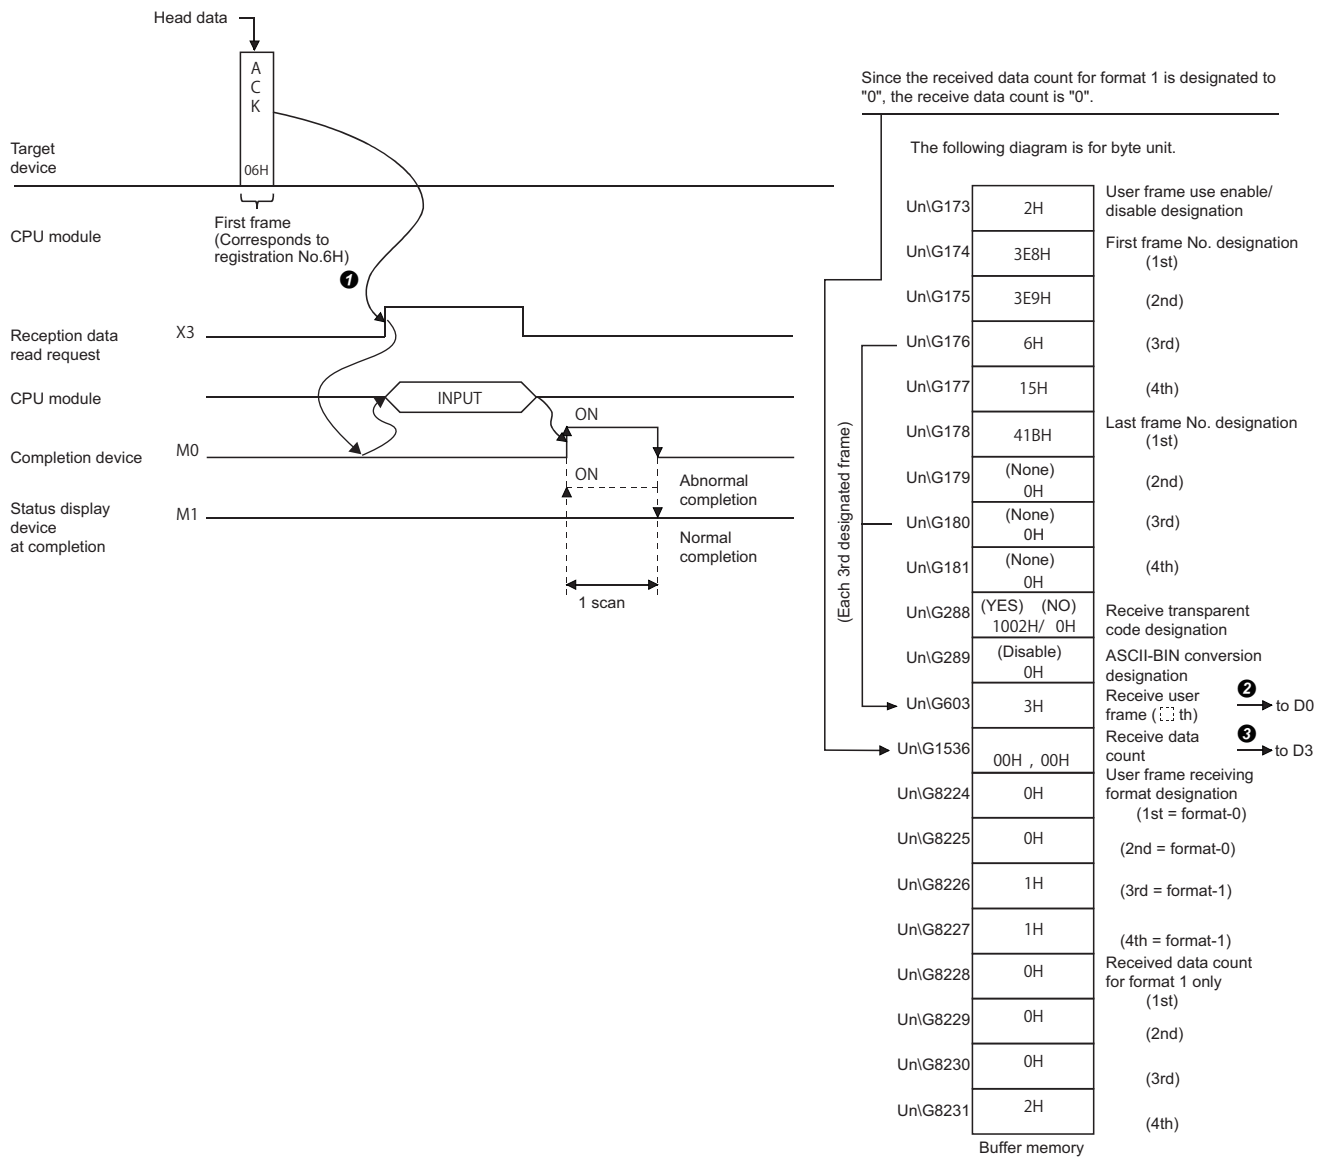 Head data
A
C
K
06H
Target
device
First frame
(Corresponds to
registration No.6H)
CPU module
❶
Reception data
read request
X3
CPU module
INPUT
ON
Completion device
M0
ON
Abnormal
completion
Status display
device
at completion
M1
Normal
completion
1 scan
Since the received data count for format 1 is designated to
"0", the receive data count is "0".
The following diagram is for byte unit.
(Each 3rd designated frame)
Un\G173
2H
User frame use enable/
disable designation
Un\G174
3E8H
First frame No. designation
(1st)
Un\G175
3E9H
(2nd)
Un\G176
6H
(3rd)
Un\G177
15H
(4th)
Un\G178
41BH
Last frame No. designation
(1st)
Un\G179
(None)
0H
(2nd)
Un\G180
(None)
0H
(3rd)
Un\G181
(None)
0H
(4th)
Un\G288
(YES) (NO)
1002H/ 0H
Receive transparent
code designation
Un\G289
(Disable)
0H
ASCII-BIN conversion
designation
Un\G603
3H
Receive user
frame ( th)
❷
to D0
Un\G1536
00H , 00H
Receive data
count
❸
to D3
Un\G8224
0H
User frame receiving
format designation
(1st = format-0)
Un\G8225
0H
(2nd = format-0)
Un\G8226
1H
(3rd = format-1)
Un\G8227
1H
(4th = format-1)
Un\G8228
0H
Received data count
for format 1 only
(1st)
Un\G8229
0H
(2nd)
Un\G8230
0H
(3rd)
Un\G8231
2H
(4th)
Buffer memory